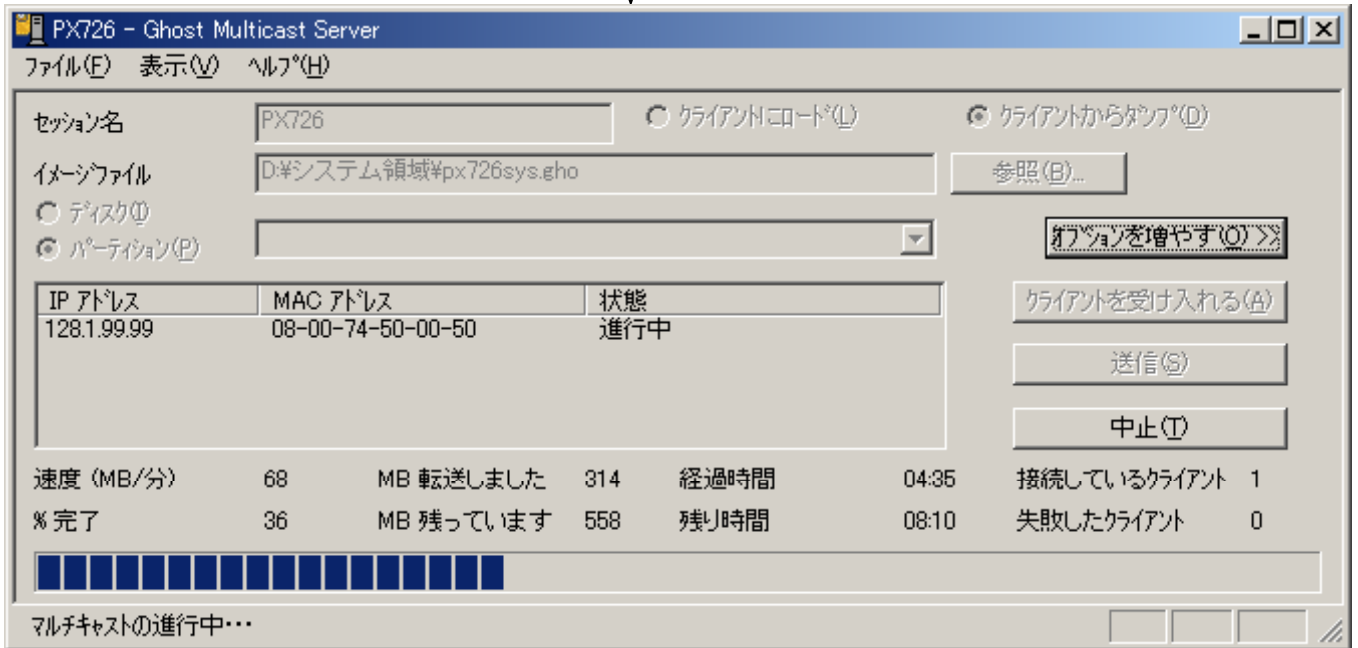 PX726 - Ghost Multicast Server
ファイル(F) 表示(V) ヘルプ(H)
セッション名 PX726 クライアントにロード(L) クライアントからダンプ(D)
イメージファイル D:¥システム領域¥px726sys.gho 参照(B)...
ディスク(I)
パーティション(P) オプションを増やす(O) >>
IP アドレス MAC アドレス 状態 クライアントを受け入れる(A)
128.1.99.99 08-00-74-50-00-50 進行中
送信(S)
中止(T)
速度 (MB/分) 68 MB 転送しました 314 経過時間 04:35 接続しているクライアント 1
% 完了 36 MB 残っています 558 残り時間 08:10 失敗したクライアント 0
マルチキャストの進行中・・・